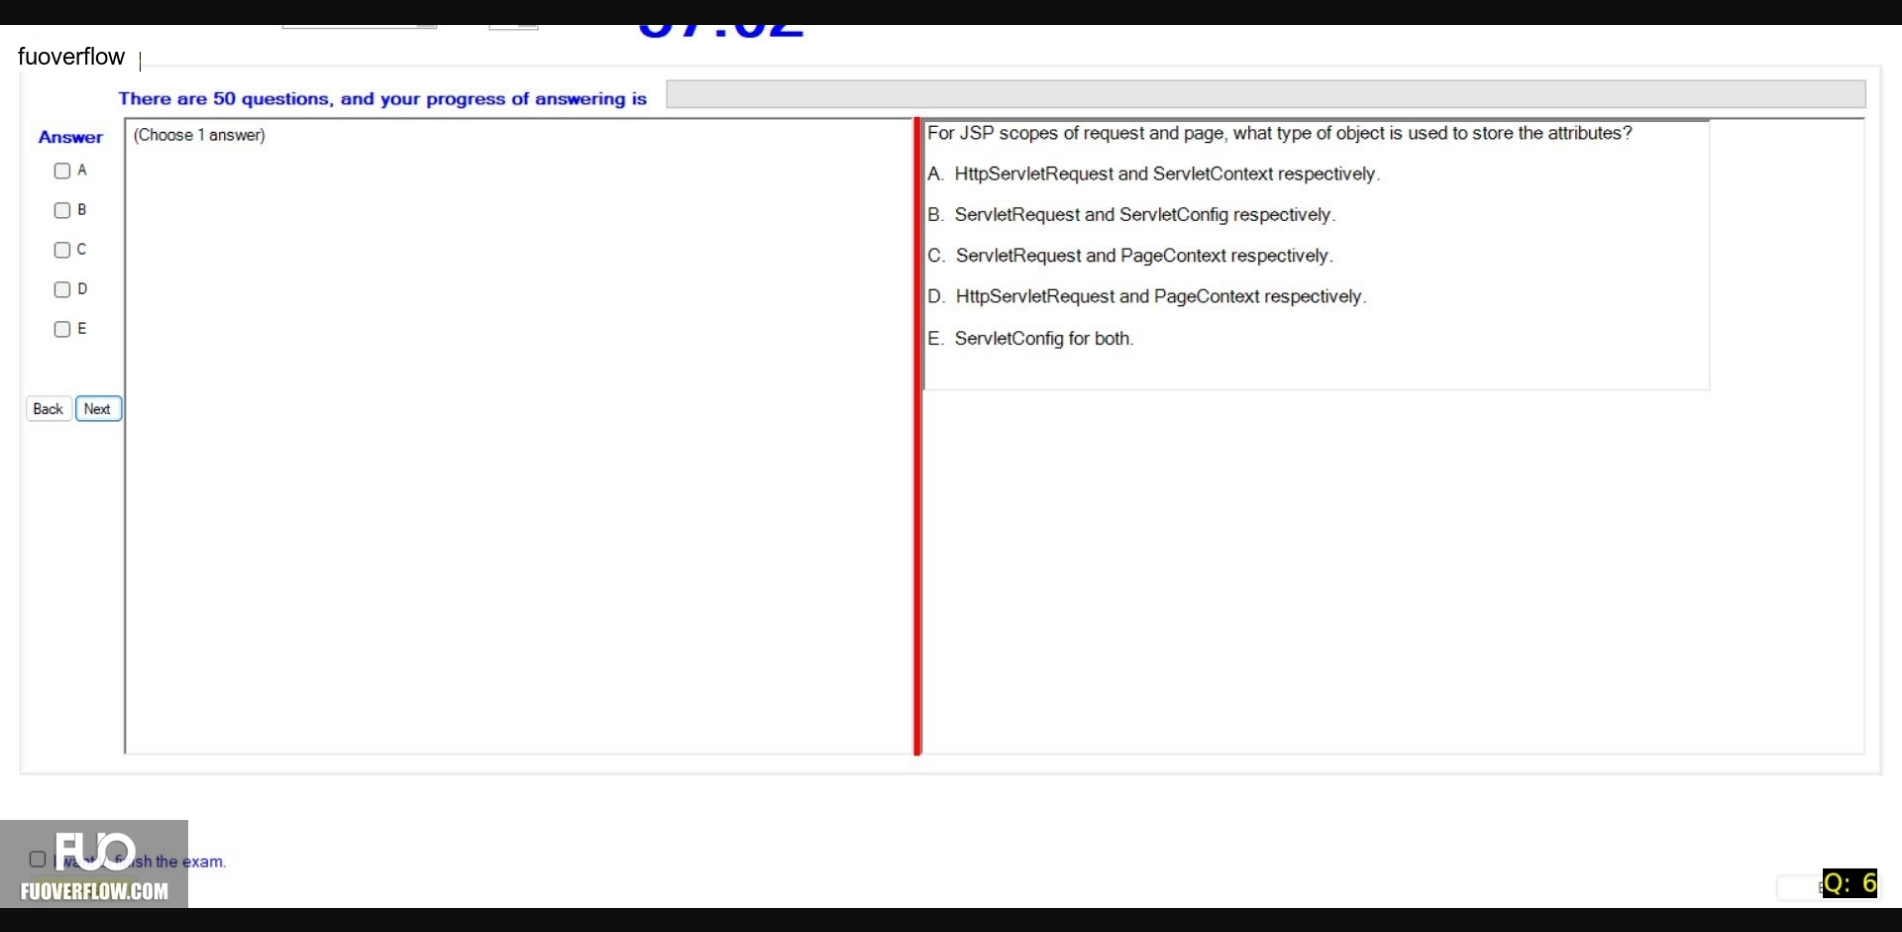 fuoverflow
There are 50 questions, and your progress of answering is
Answer
(Choose 1 answer)
A
B
C
D
E
Back Next
For JSP scopes of request and page, what type of object is used to store the attributes?
A. HttpServletRequest and ServletContext respectively.
B. ServletRequest and ServletConfig respectively.
C. ServletRequest and PageContext respectively.
D. HttpServletRequest and PageContext respectively.
E. ServletConfig for both.
FUO
the exam.
FUOVERFLOW.COM
Q: 6